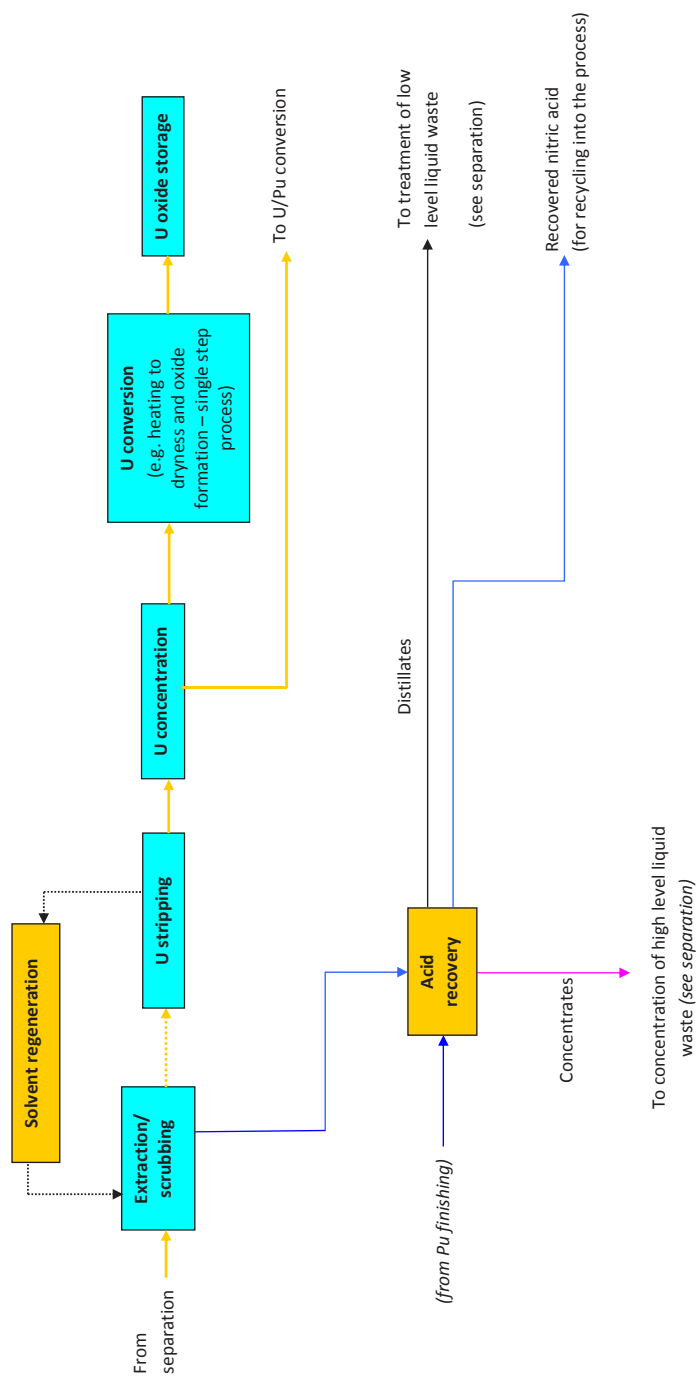 Solvent regeneration
From
separation
Extraction/
scrubbing
U stripping
U concentration
U conversion
(e.g. heating to
dryness and oxide
formation – single step
process)
U oxide storage
To U/Pu conversion
(from Pu finishing)
Acid
recovery
Distillates
To treatment of low
level liquid waste
(see separation)
Recovered nitric acid
(for recycling into the process)
Concentrates
To concentration of high level liquid
waste (see separation)